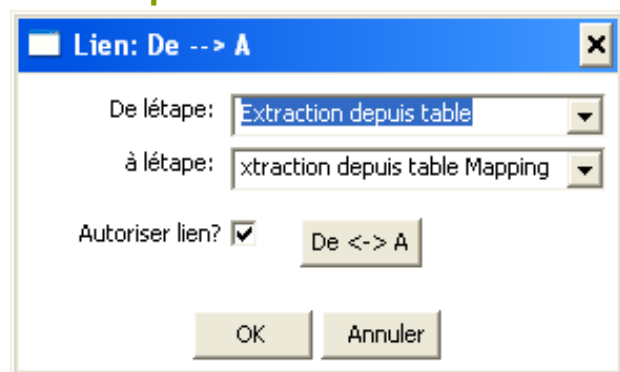 Lien: De --> A
De létape: Extraction depuis table
à létape: xtraction depuis table Mapping
Autoriser lien? De <-> A
OK Annuler